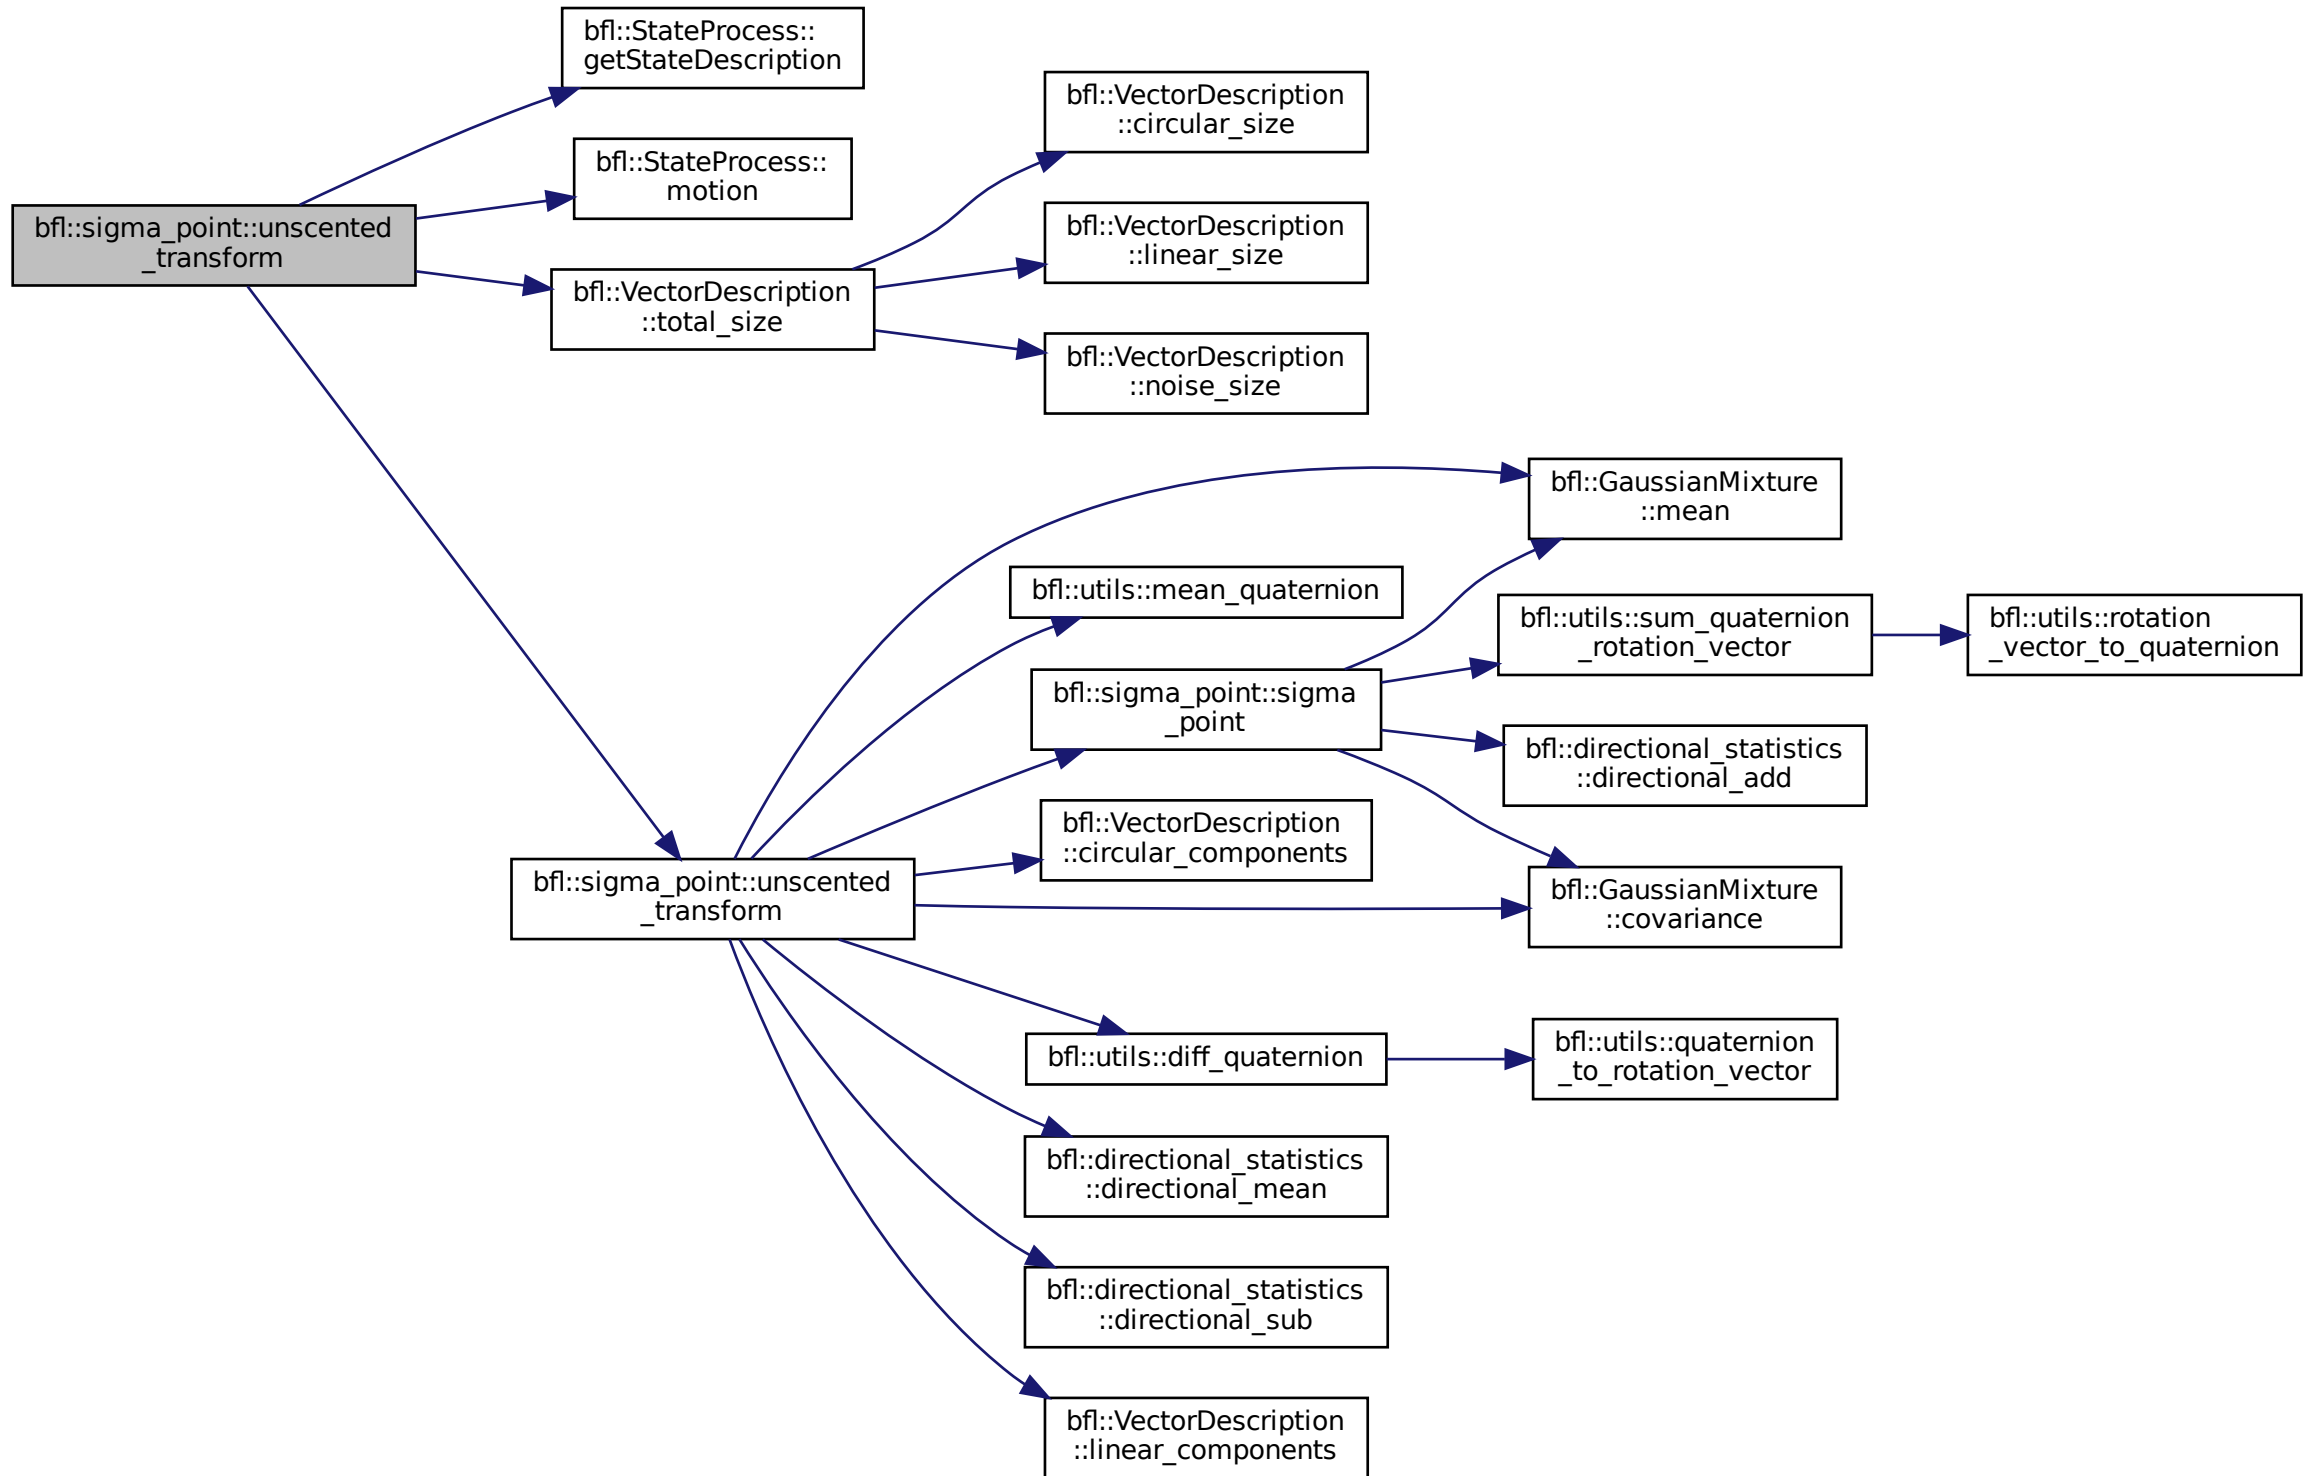 bfl::StateProcess::
getStateDescription
bfl::VectorDescription
::circular_size
bfl::StateProcess::
motion
bfl::sigma_point::unscented
_transform
bfl::VectorDescription
::linear_size
bfl::VectorDescription
::total_size
bfl::VectorDescription
::noise_size
bfl::GaussianMixture
::mean
bfl::utils::mean_quaternion
bfl::utils::sum_quaternion
_rotation_vector
bfl::utils::rotation
_vector_to_quaternion
bfl::sigma_point::sigma
_point
bfl::directional_statistics
::directional_add
bfl::VectorDescription
::circular_components
bfl::sigma_point::unscented
_transform
bfl::GaussianMixture
::covariance
bfl::utils::diff_quaternion
bfl::utils::quaternion
_to_rotation_vector
bfl::directional_statistics
::directional_mean
bfl::directional_statistics
::directional_sub
bfl::VectorDescription
::linear_components